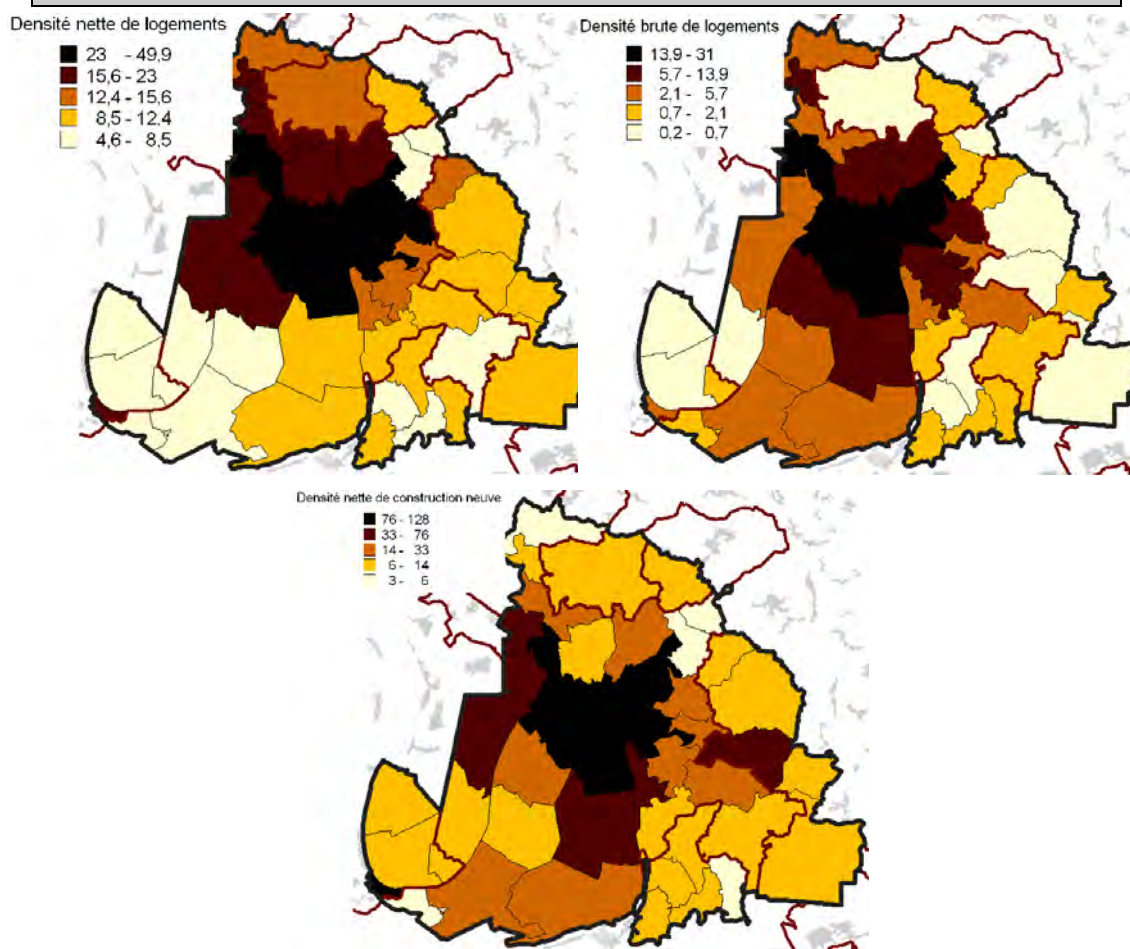 Densité nette de logements
23 - 49,9
15,6 - 23
12,4 - 15,6
8,5 - 12,4
4,6 - 8,5
Densité brute de logements
13,9 - 31
5,7 - 13,9
2,1 - 5,7
0,7 - 2,1
0,2 - 0,7
Densité nette de construction neuve
76 - 128
33 - 76
14 - 33
6 - 14
3 - 6